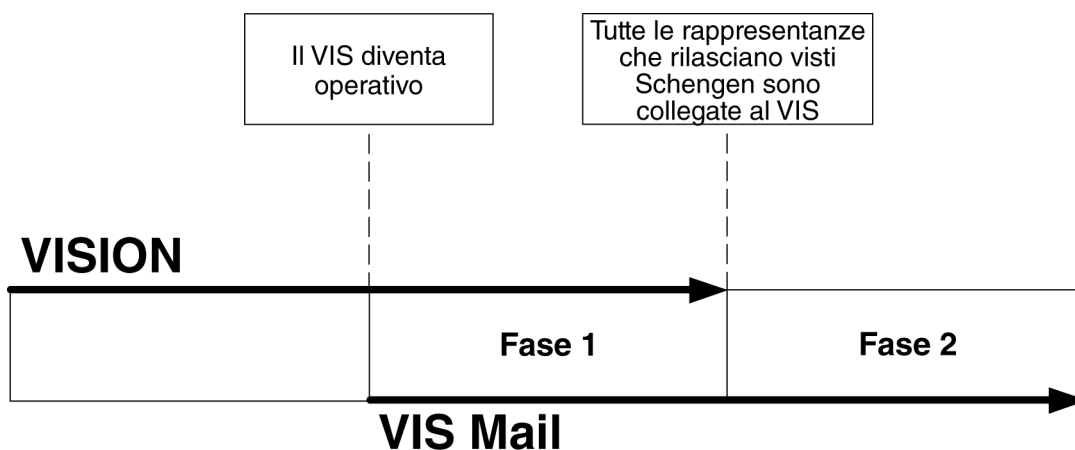 Il VIS diventa
operativo
Tutte le rappresentanze
che rilasciano visti
Schengen sono
collegate al VIS
VISION
Fase 1
Fase 2
VIS Mail